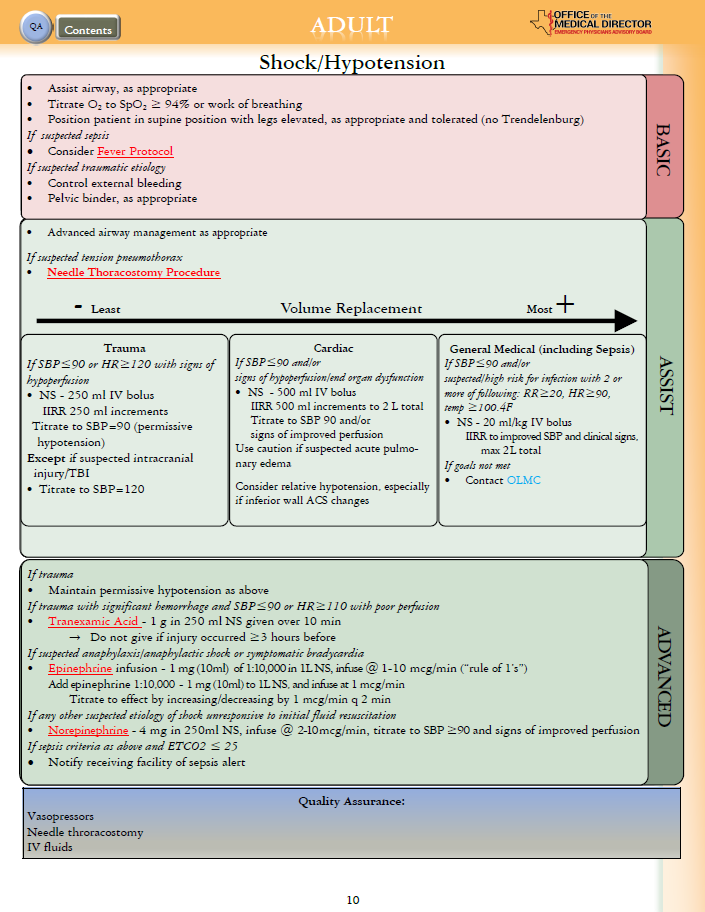 QA
Contents
ADULT
OFFICE OF THE
MEDICAL DIRECTOR
EMERGENCY PHYSICIANS ADVISORY BOARD
Shock/Hypotension
• Assist airway, as appropriate
• Titrate O₂ to SpO₂ ≥ 94% or work of breathing
• Position patient in supine position with legs elevated, as appropriate and tolerated (no Trendelenburg)
If suspected sepsis
• Consider Fever Protocol
If suspected traumatic etiology
• Control external bleeding
• Pelvic binder, as appropriate
BASIC
• Advanced airway management as appropriate
If suspected tension pneumothorax
• Needle Thoracostomy Procedure
- Least Volume Replacement Most +
Trauma
If SBP≤90 or HR≥120 with signs of
hypoperfusion
• NS - 250 ml IV bolus
IIRR 250 ml increments
Titrate to SBP=90 (permissive
hypotension)
Except if suspected intracranial
injury/TBI
• Titrate to SBP=120
Cardiac
If SBP≤90 and/or
signs of hypoperfusion/end organ dysfunction
• NS - 500 ml IV bolus
IIRR 500 ml increments to 2 L total
Titrate to SBP 90 and/or
signs of improved perfusion
Use caution if suspected acute pulmo-
nary edema
Consider relative hypotension, especially
if inferior wall ACS changes
General Medical (including Sepsis)
If SBP≤90 and/or
suspected/high risk for infection with 2 or
more of following: RR≥20, HR≥90,
temp ≥100.4F
• NS - 20 ml/kg IV bolus
IIRR to improved SBP and clinical signs,
max 2L total
If goals not met
• Contact OLMC
ASSIST
If trauma
• Maintain permissive hypotension as above
If trauma with significant hemorrhage and SBP≤90 or HR≥110 with poor perfusion
• Tranexamic Acid - 1 g in 250 ml NS given over 10 min
→ Do not give if injury occurred ≥3 hours before
If suspected anaphylaxis/anaphylactic shock or symptomatic bradycardia
• Epinephrine infusion - 1 mg (10ml) of 1:10,000 in 1L NS, infuse @ 1-10 mcg/min (“rule of 1’s”)
Add epinephrine 1:10,000 - 1 mg (10ml) to 1L NS, and infuse at 1 mcg/min
Titrate to effect by increasing/decreasing by 1 mcg/min q 2 min
If any other suspected etiology of shock unresponsive to initial fluid resuscitation
• Norepinephrine - 4 mg in 250ml NS, infuse @ 2-10mcg/min, titrate to SBP ≥90 and signs of improved perfusion
If sepsis criteria as above and ETCO2 ≤ 25
• Notify receiving facility of sepsis alert
ADVANCED
Quality Assurance:
Vasopressors
Needle throracostomy
IV fluids
10